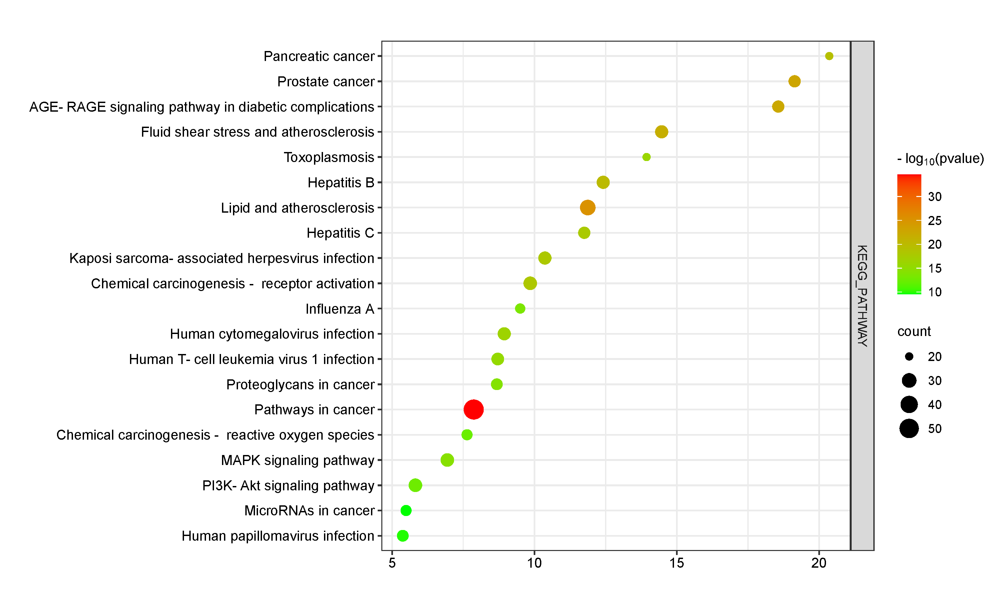 Pancreatic cancer
Prostate cancer
AGE- RAGE signaling pathway in diabetic complications
Fluid shear stress and atherosclerosis
Toxoplasmosis
Hepatitis B
Lipid and atherosclerosis
Hepatitis C
Kaposi sarcoma- associated herpesvirus infection
Chemical carcinogenesis -  receptor activation
Influenza A
Human cytomegalovirus infection
Human T- cell leukemia virus 1 infection
Proteoglycans in cancer
Pathways in cancer
Chemical carcinogenesis -  reactive oxygen species
MAPK signaling pathway
PI3K- Akt signaling pathway
MicroRNAs in cancer
Human papillomavirus infection
5 10 15 20
KEGG_PATHWAY
- log₁₀(pvalue)
30
25
20
15
10
count
20
30
40
50